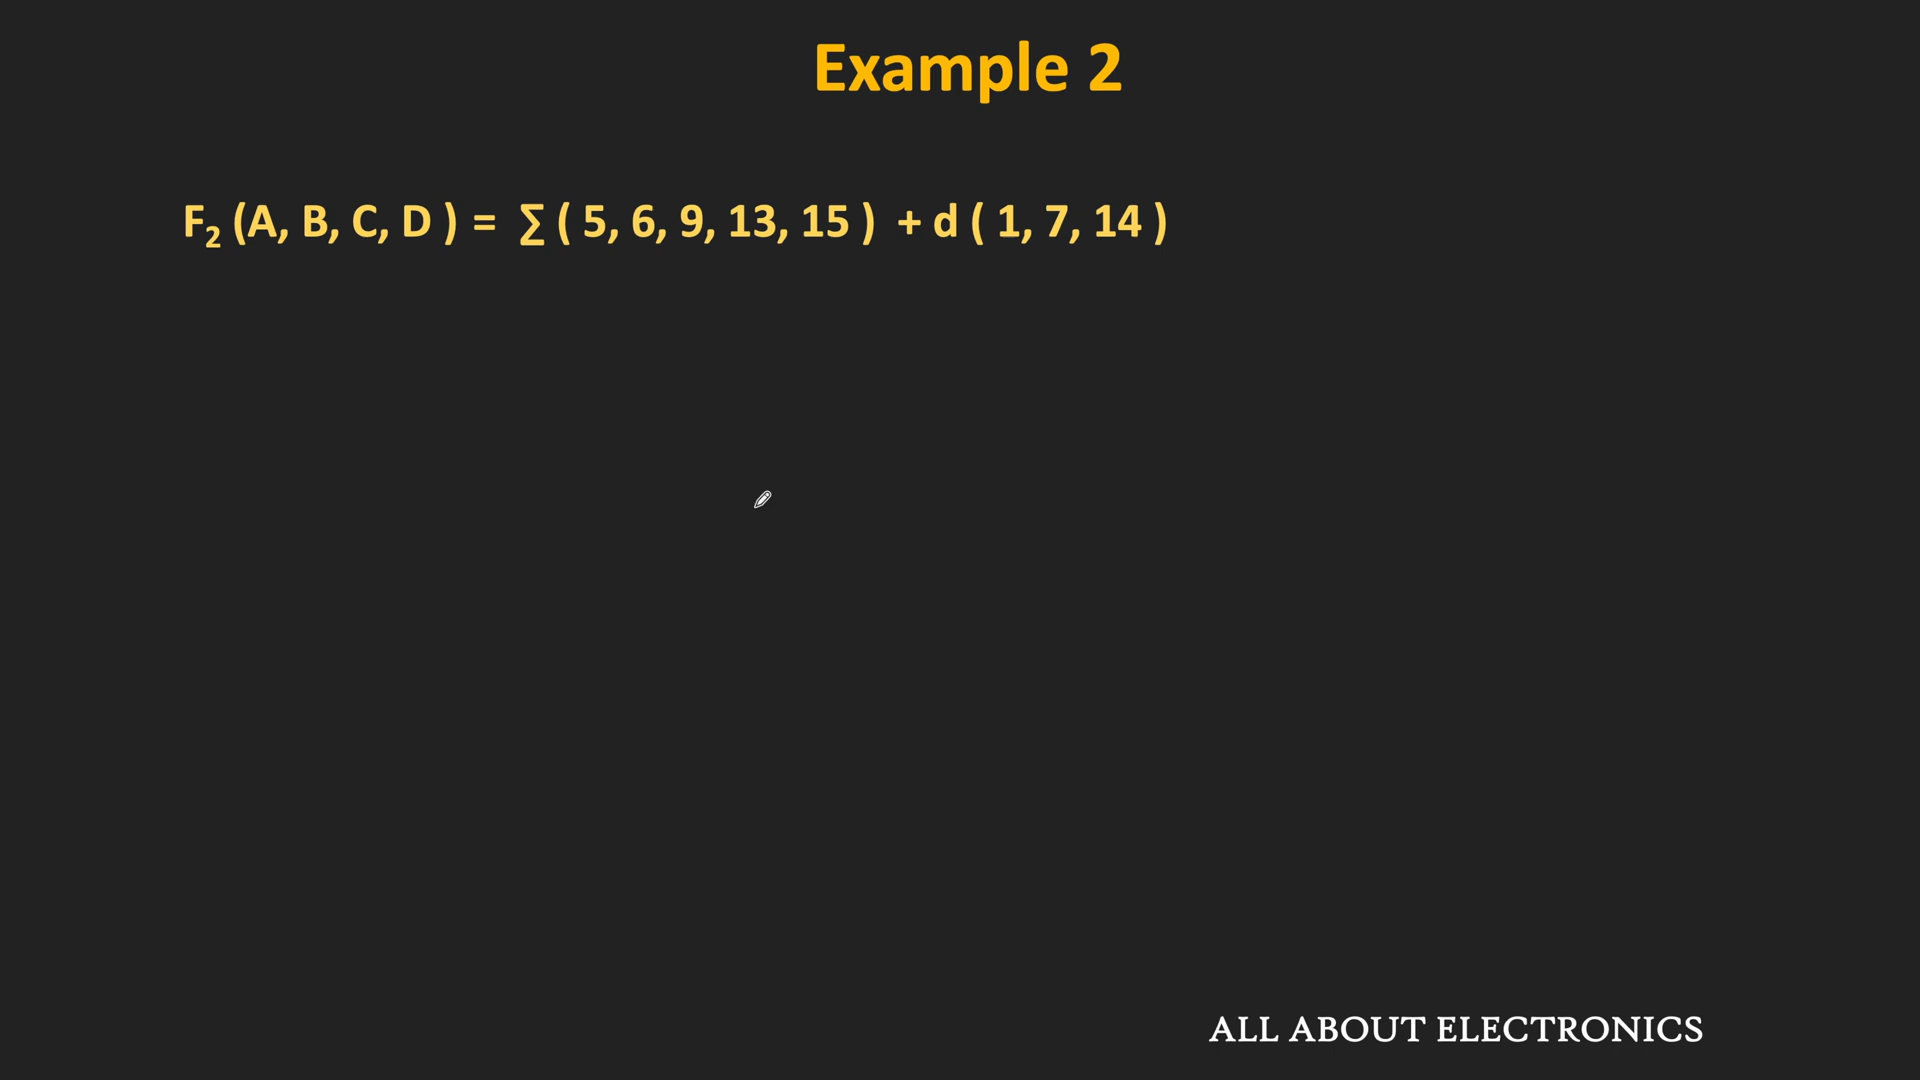 Example 2
F₂ (A, B, C, D ) = ∑ ( 5, 6, 9, 13, 15 ) + d ( 1, 7, 14 )
ALL ABOUT ELECTRONICS